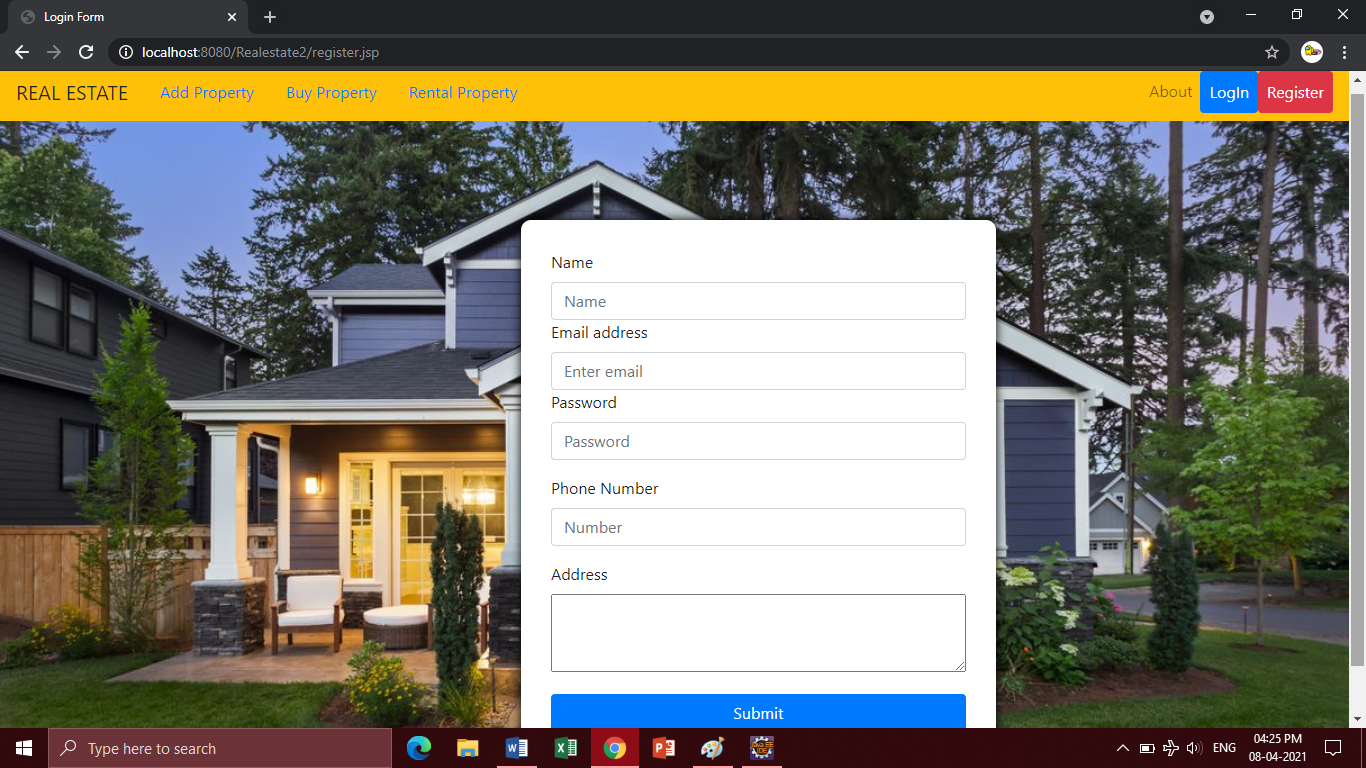 Login Form
localhost:8080/Realestate2/register.jsp
REAL ESTATE Add Property Buy Property Rental Property About LogIn Register
Name
Name
Email address
Enter email
Password
Password
Phone Number
Number
Address
Submit
Type here to search
ENG
04:25 PM
08-04-2021